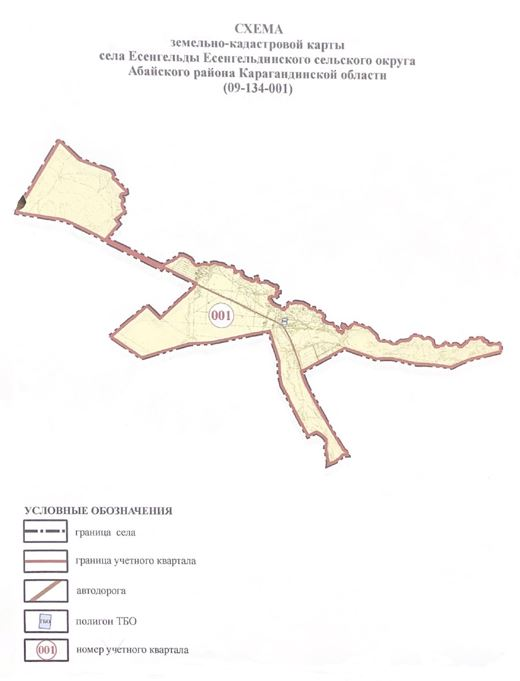 СХЕМА
земельно-кадастровой карты
села Есенгельды Есенгельдинского сельского округа
Абайского района Карагандинской области
(09-134-001)
001
УСЛОВНЫЕ ОБОЗНАЧЕНИЯ
граница села
граница учетного квартала
автодорога
ТБО полигон ТБО
001 номер учетного квартала